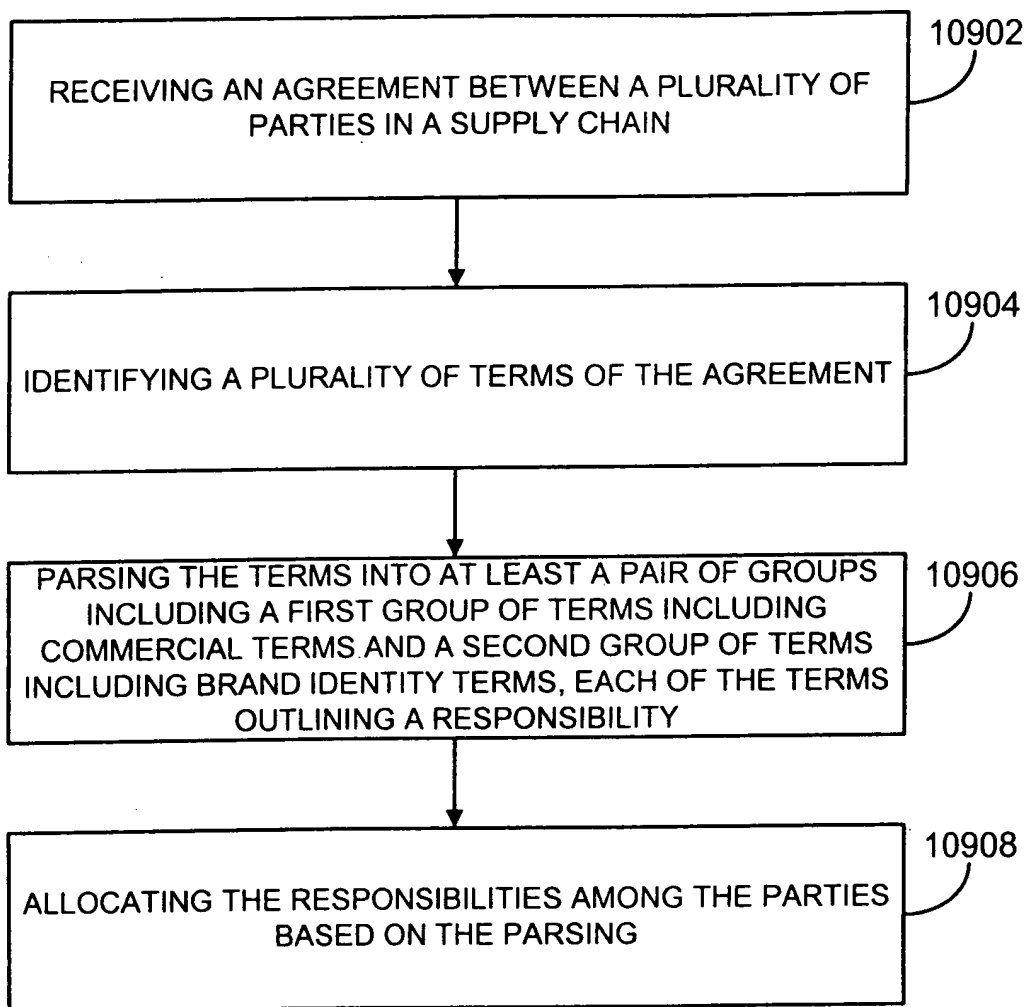 10902
RECEIVING AN AGREEMENT BETWEEN A PLURALITY OF
PARTIES IN A SUPPLY CHAIN
10904
IDENTIFYING A PLURALITY OF TERMS OF THE AGREEMENT
10906
PARSING THE TERMS INTO AT LEAST A PAIR OF GROUPS
INCLUDING A FIRST GROUP OF TERMS INCLUDING
COMMERCIAL TERMS AND A SECOND GROUP OF TERMS
INCLUDING BRAND IDENTITY TERMS, EACH OF THE TERMS
OUTLINING A RESPONSIBILITY
10908
ALLOCATING THE RESPONSIBILITIES AMONG THE PARTIES
BASED ON THE PARSING